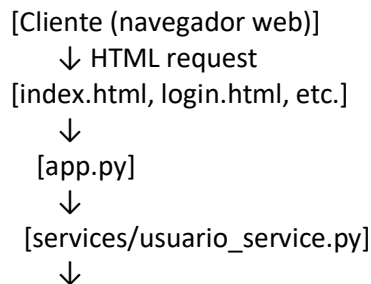 [Cliente (navegador web)]
↓ HTML request
[index.html, login.html, etc.]
↓
[app.py]
↓
[services/usuario_service.py]
↓